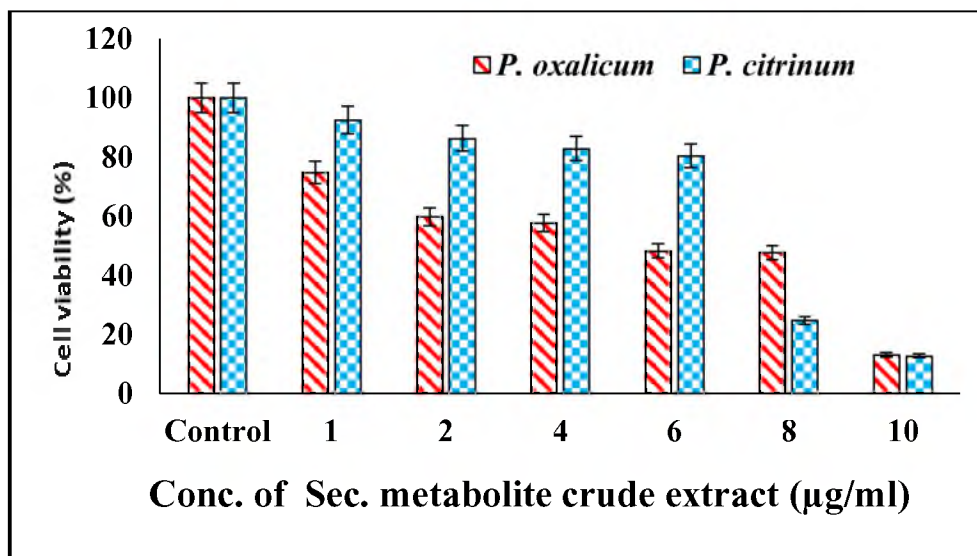 120
100
80
60
40
20
0
Cell viability (%)
P. oxalicum P. citrinum
Control 1 2 4 6 8 10
Conc. of Sec. metabolite crude extract (µg/ml)